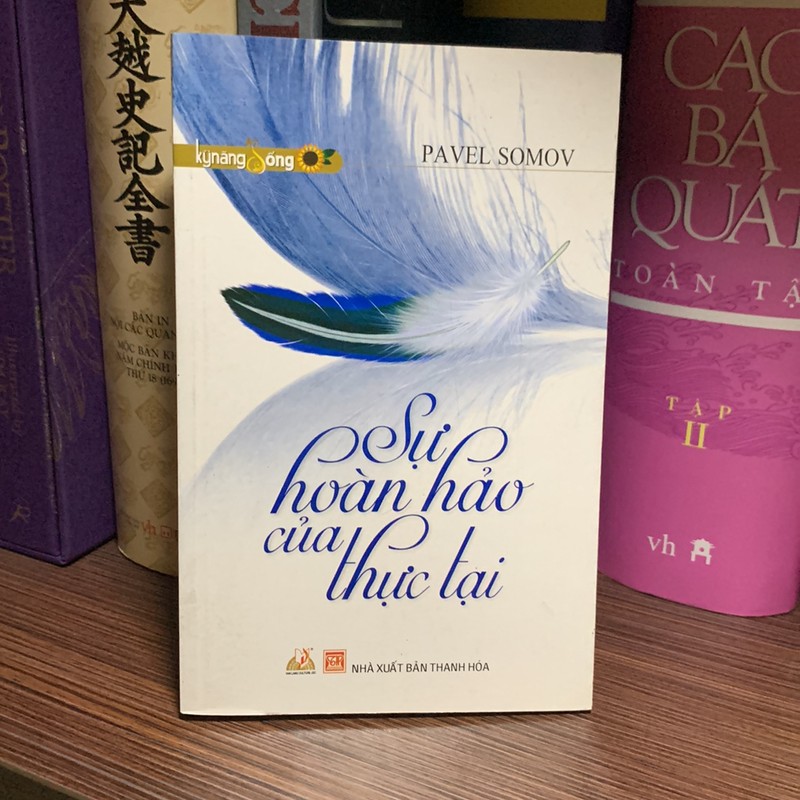 kỹ năng Sống
PAVEL SOMOV
Sự
hoàn hảo
của
thực tại
NHÀ XUẤT BẢN THANH HÓA
大越史記全書
BẢN IN
NỘI CÁC QUAN
MỘC BẢN KH
NĂM CHÍNH
THỨ 18
vh
CAO
BÁ
QUÁT
TOÀN TẬ
TẬP
II
vh